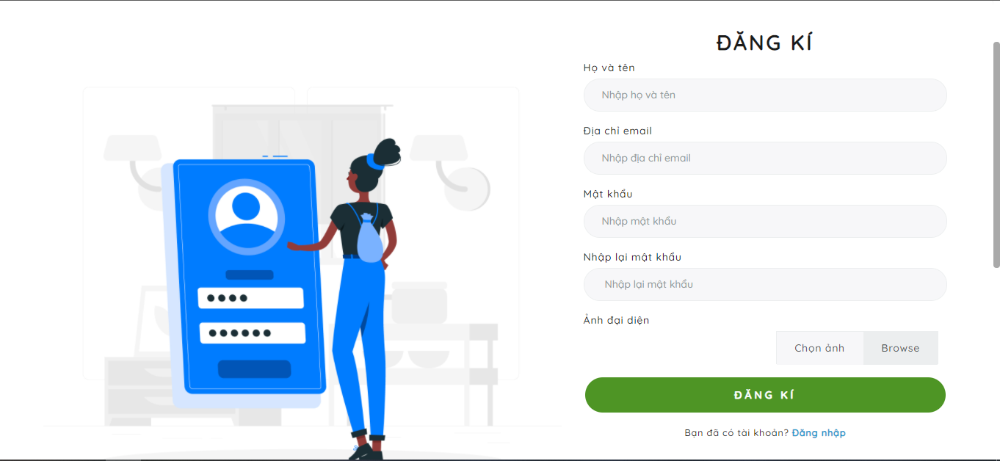 ĐĂNG KÍ
Họ và tên
Nhập họ và tên
Địa chỉ email
Nhập địa chỉ email
Mật khẩu
Nhập mật khẩu
Nhập lại mật khẩu
Nhập lại mật khẩu
Ảnh đại diện
Chọn ảnh Browse
ĐĂNG KÍ
Bạn đã có tài khoản? Đăng nhập